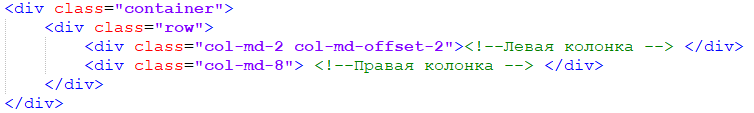 <div class="container">
<div class="row">
<div class="col-md-2 col-md-offset-2"><!--Левая колонка --> </div>
<div class="col-md-8"> <!--Правая колонка --> </div>
</div>
</div>